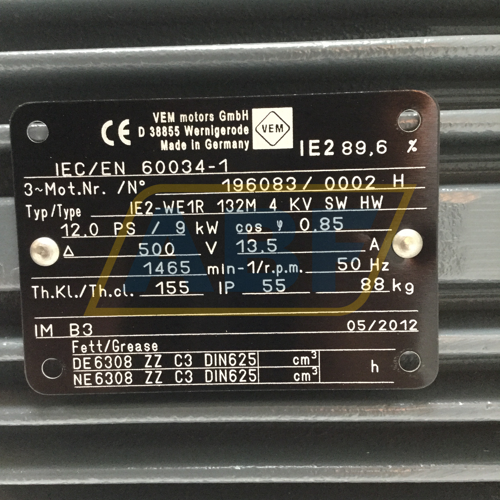 VEM motors GmbH
D 38855 Wernigerode
Made in Germany
CE
VEM
IE2 89,6 %
IEC/EN 60034-1
3~Mot.Nr. /N° 196083/0002 H
Typ/Type IE2-WE1R 132M 4 KV SW HW
12,0 PS / 9 kW cos φ 0,85
Δ 500 V 13,5 A
1465 min-1/r.p.m. 50 Hz
Th.Kl./Th.cl. 155 IP 55 88 kg
IM B3 05/2012
Fett/Grease
DE6308 ZZ C3 DIN625 cm³
NE6308 ZZ C3 DIN625 cm³ h
ABF